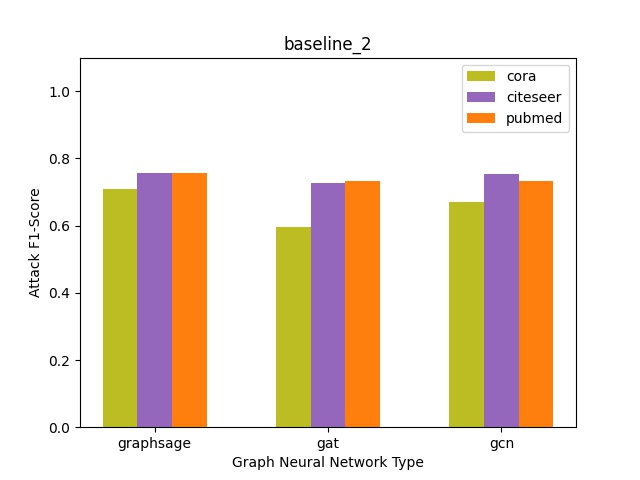 baseline_2
cora
citeseer
pubmed
1.0
0.8
0.6
0.4
0.2
0.0
Attack F1-Score
graphsage gat gcn
Graph Neural Network Type